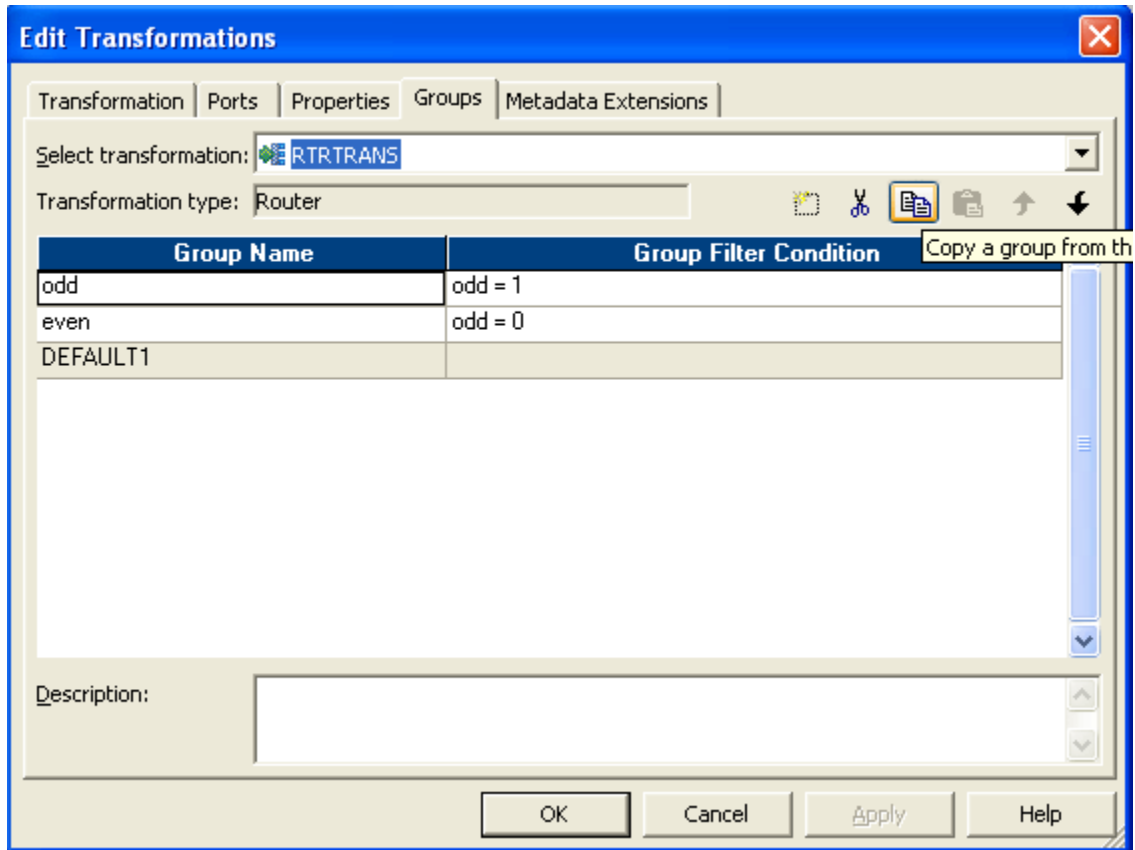 Edit Transformations
Transformation Ports Properties Groups Metadata Extensions
Select transformation: RTRTRANS
Transformation type: Router
Copy a group from th
Group Name Group Filter Condition
odd odd = 1
even odd = 0
DEFAULT1
Description:
OK Cancel Apply Help